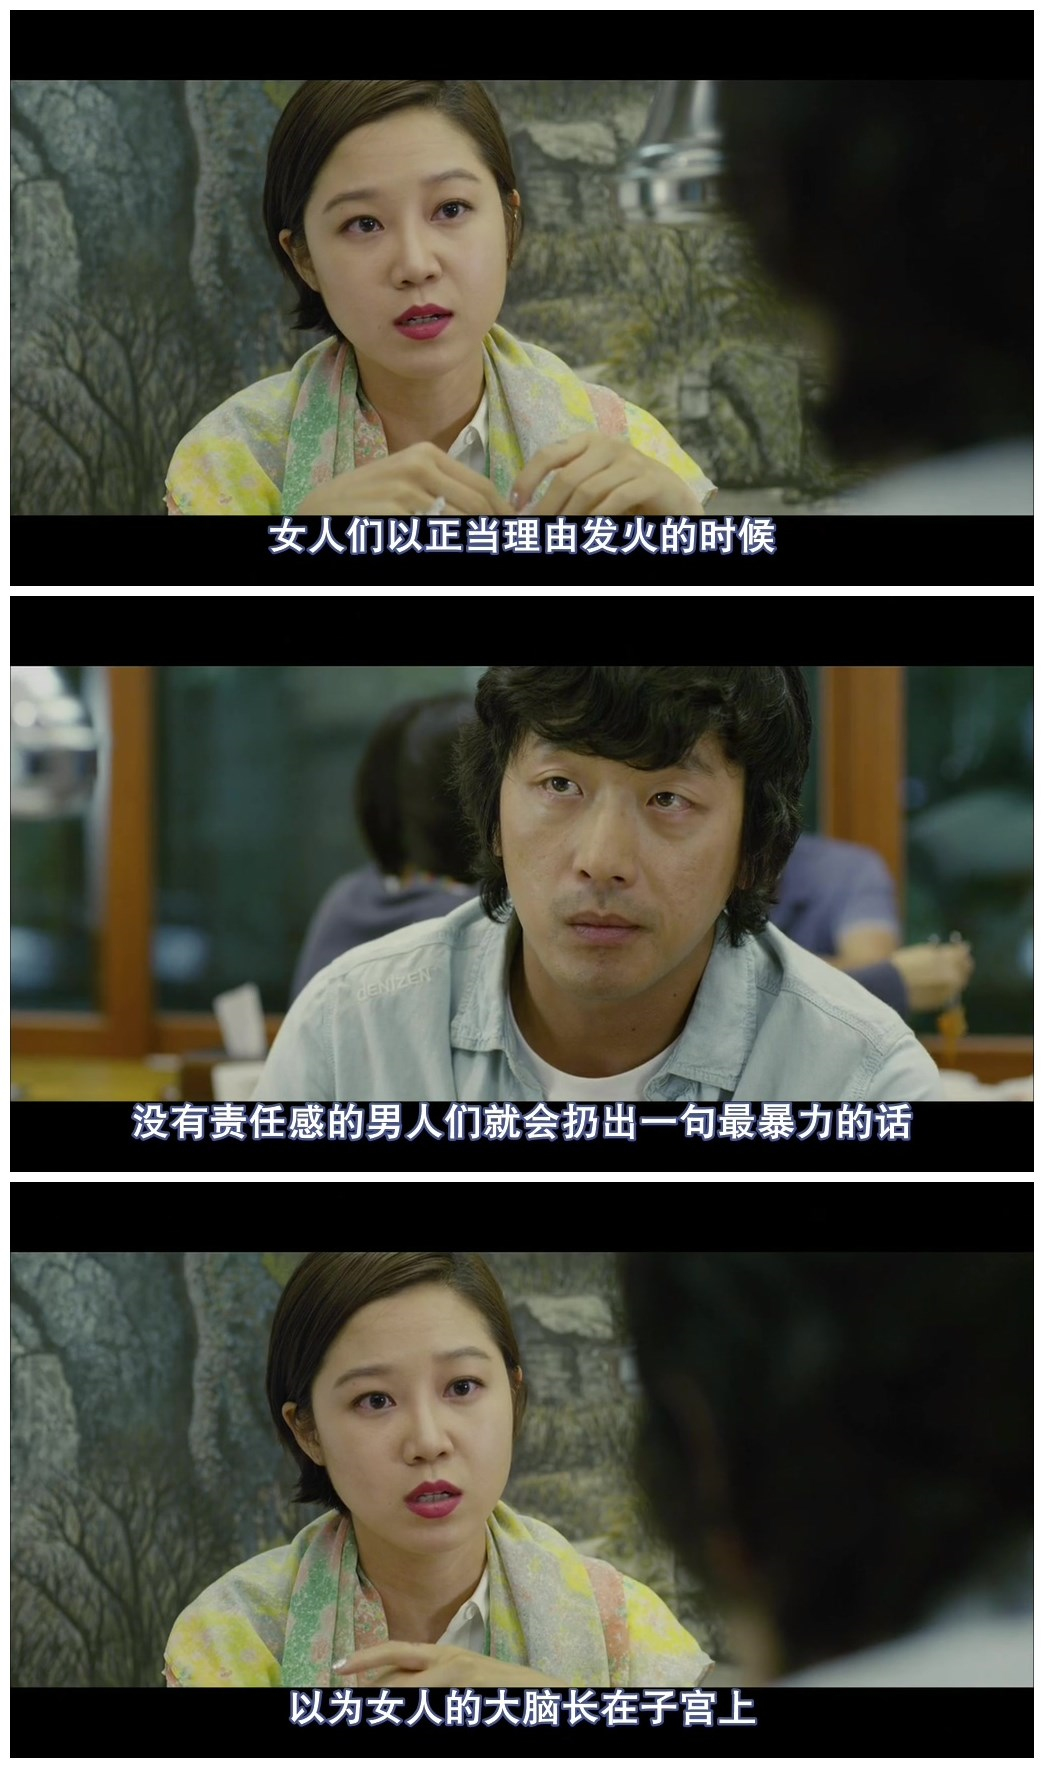 女人们以正当理由发火的时候
DENIZEN
没有责任感的男人们就会扔出一句最暴力的话
以为女人的大脑长在子宫上